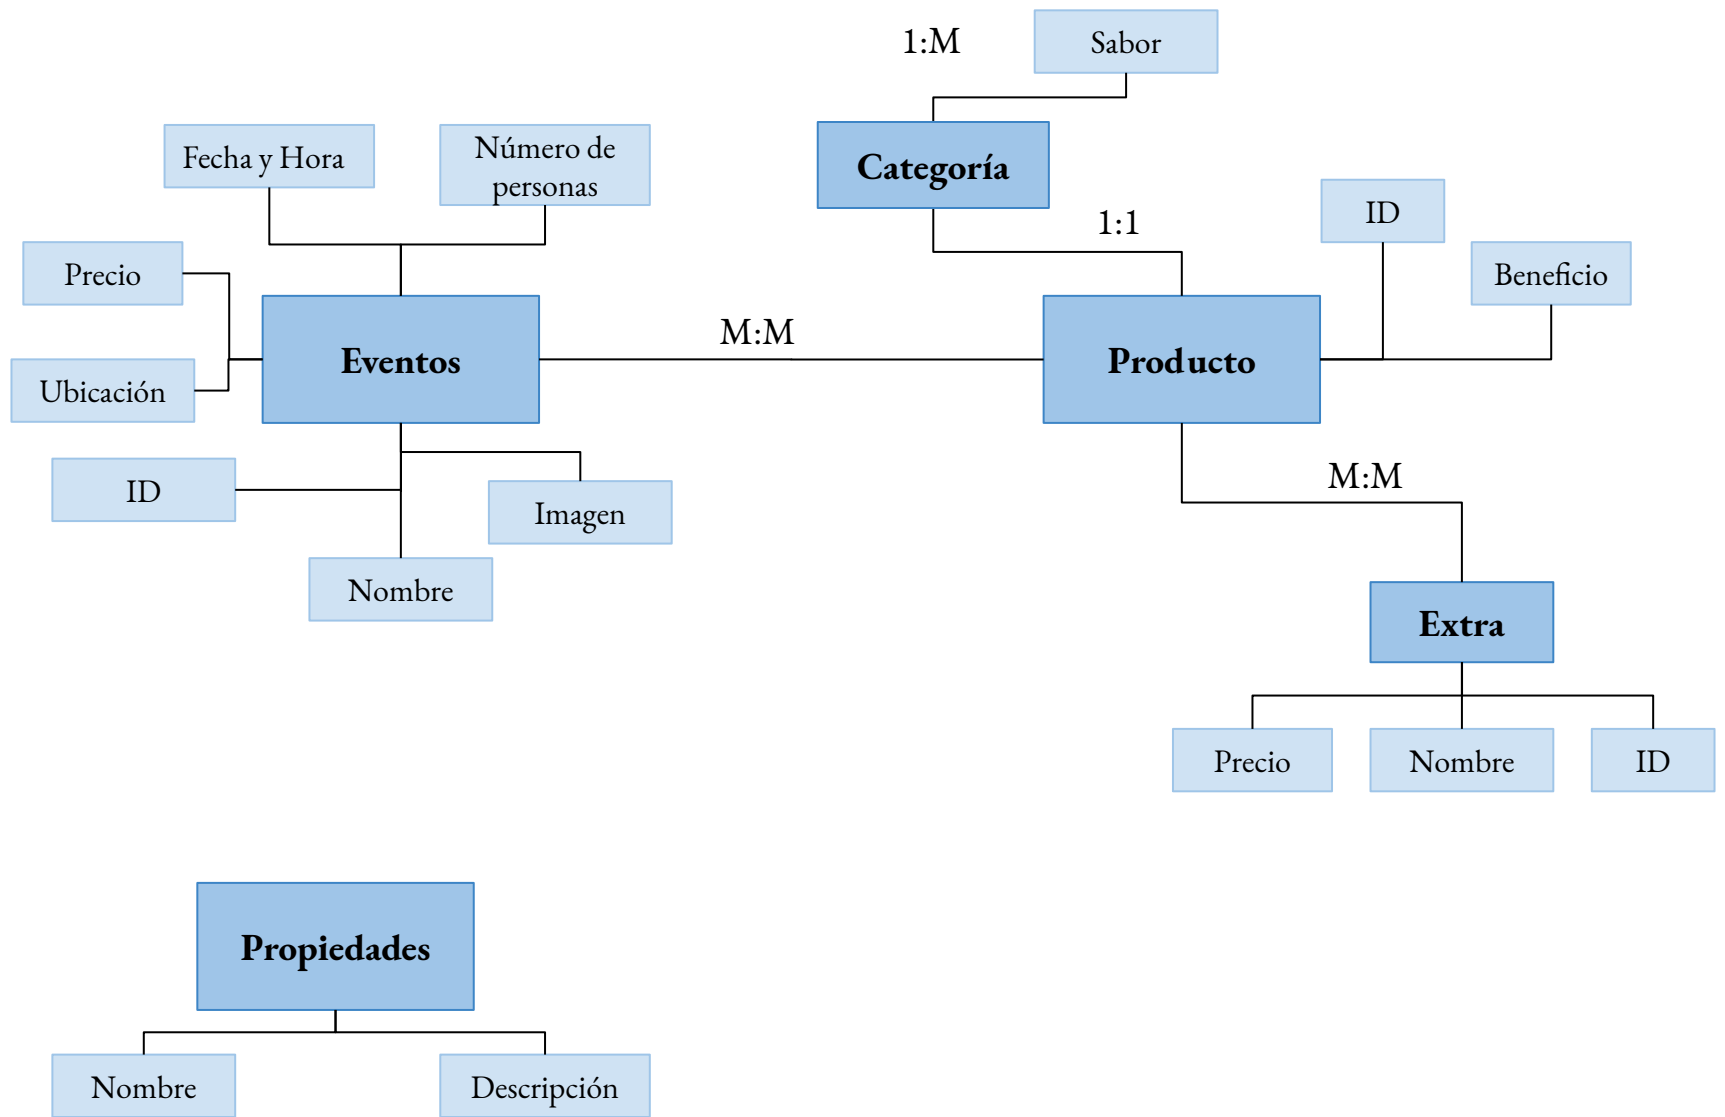 1:M
Sabor
Fecha y Hora
Número de
personas
Categoría
ID
1:1
Precio
Beneficio
M:M
Eventos
Producto
Ubicación
ID
M:M
Imagen
Nombre
Extra
Precio
Nombre
ID
Propiedades
Nombre
Descripción